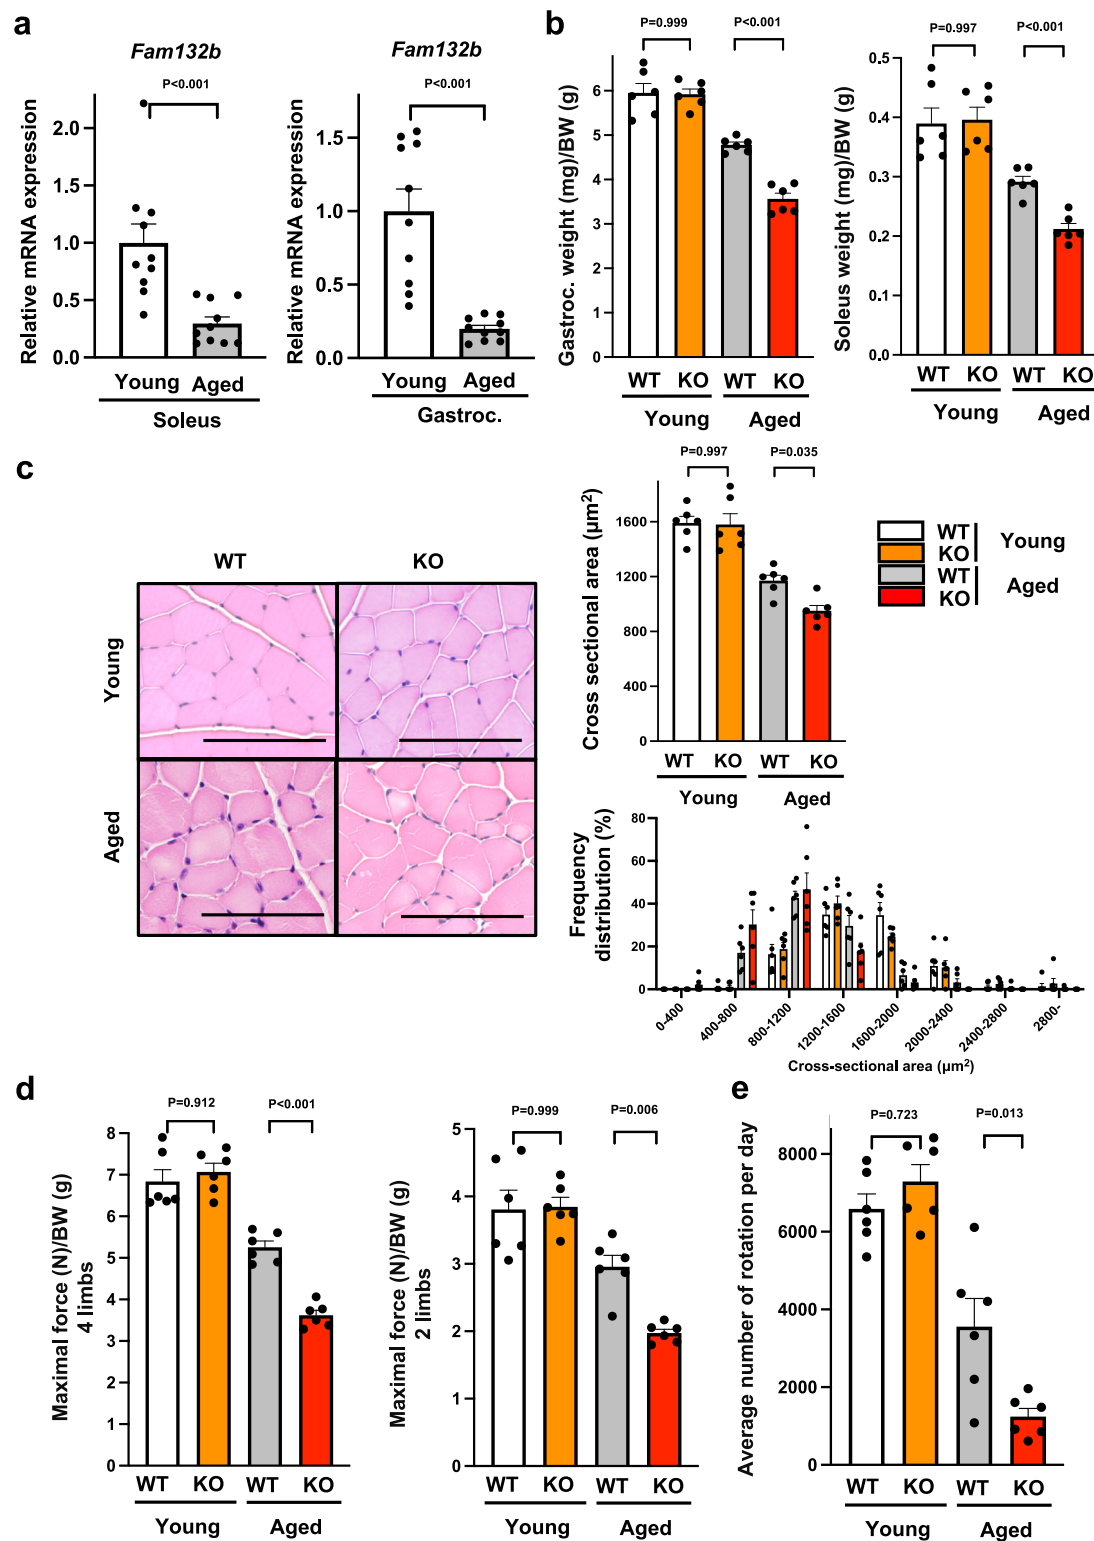 a
Fam132b
P<0.001
Relative mRNA expression
2.0
1.5
1.0
0.5
0.0
Young
Aged
Soleus
Fam132b
P<0.001
Relative mRNA expression
1.5
1.0
0.5
0.0
Young
Aged
Gastroc.
b
P=0.999
P<0.001
Gastroc. weight (mg)/BW (g)
6
5
4
3
6
1
0
WT
KO
WT
KO
Young
Aged
P=0.997
P<0.001
Soleus weight (mg)/BW (g)
0.5
0.4
0.3
0.2
0.1
0.0
WT
KO
WT
KO
Young
Aged
c
WT
KO
Young
Aged
P=0.997
P=0.035
Cross sectional area (µm²)
1600
1200
800
400
0
WT
KO
WT
KO
Young
Aged
WT
KO
Young
WT
KO
Aged
Frequency
distribution (%)
80
60
40
20
0
0-400
400-800
800-1200
1200-1600
1600-2000
2000-2400
2400-2800
2800-
Cross-sectional area (µm²)
d
P=0.912
P<0.001
Maximal force (N)/BW (g)
4 limbs
8
7
6
5
4
3
2
1
0
WT
KO
WT
KO
Young
Aged
P=0.999
P=0.006
Maximal force (N)/BW (g)
2 limbs
5
4
3
2
1
0
WT
KO
WT
KO
Young
Aged
e
P=0.723
P=0.013
Average number of rotation per day
8000
6000
4000
2000
0
WT
KO
WT
KO
Young
Aged